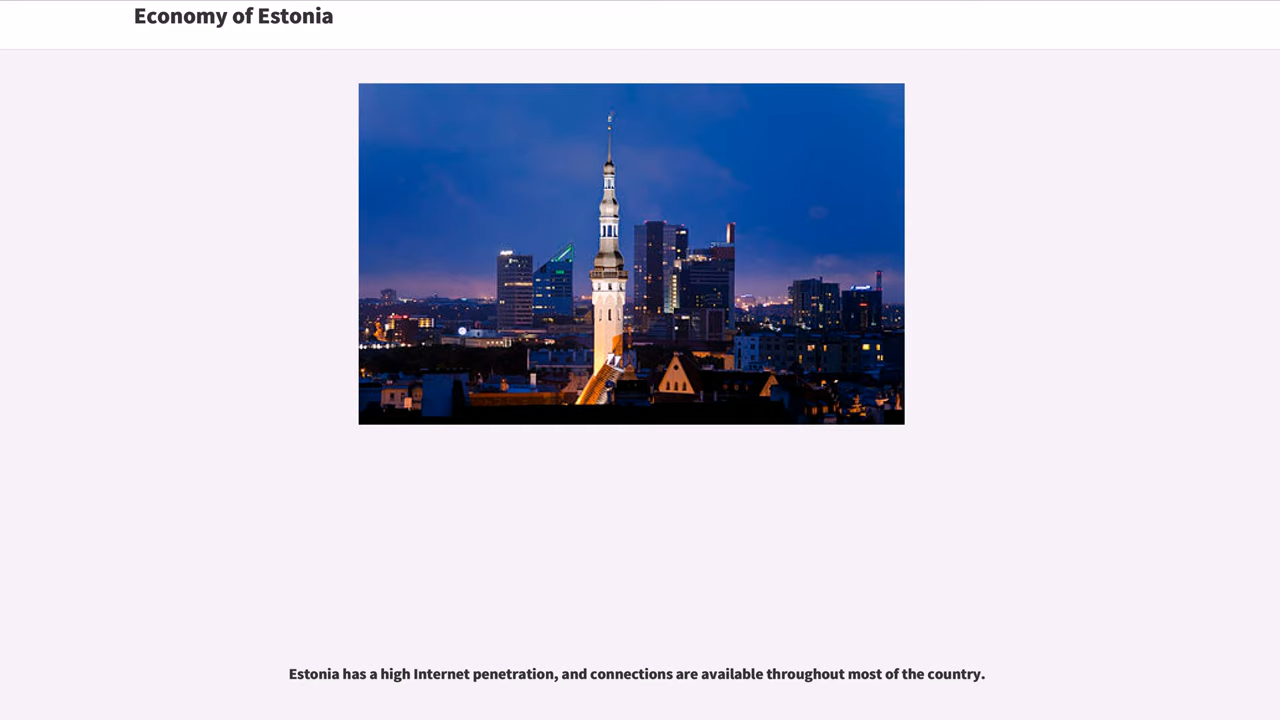 Economy of Estonia
Estonia has a high Internet penetration, and connections are available throughout most of the country.